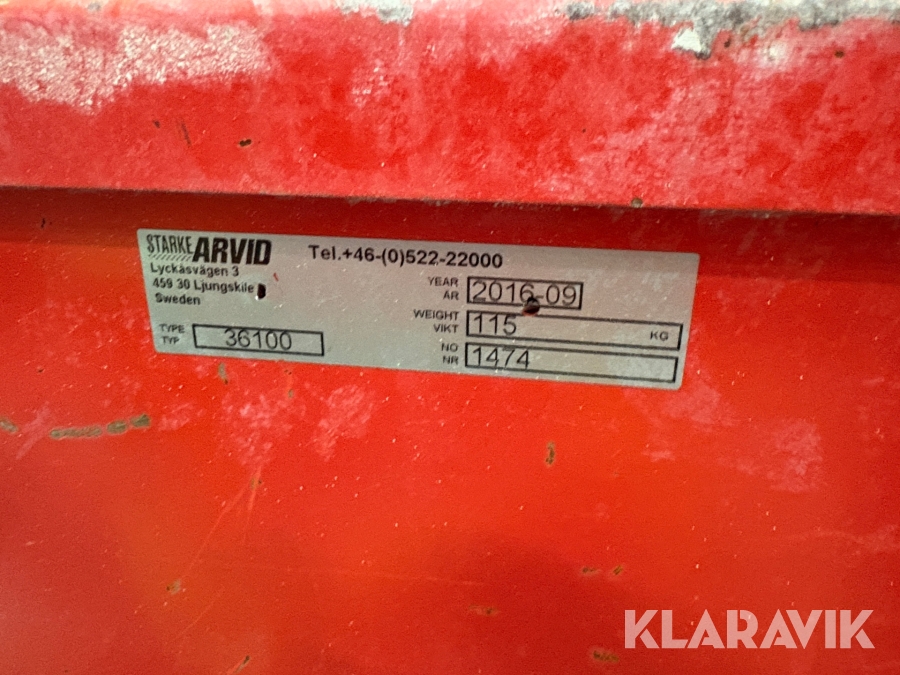 STARKE ARVID
Lyckåsvägen 3
459 30 Ljungskile
Sweden
Tel.+46-(0)522-22000
YEAR
ÅR
2016-09
WEIGHT
VIKT
115
KG
TYPE
TYP
36100
NO
NR
1474
KLARAVIK